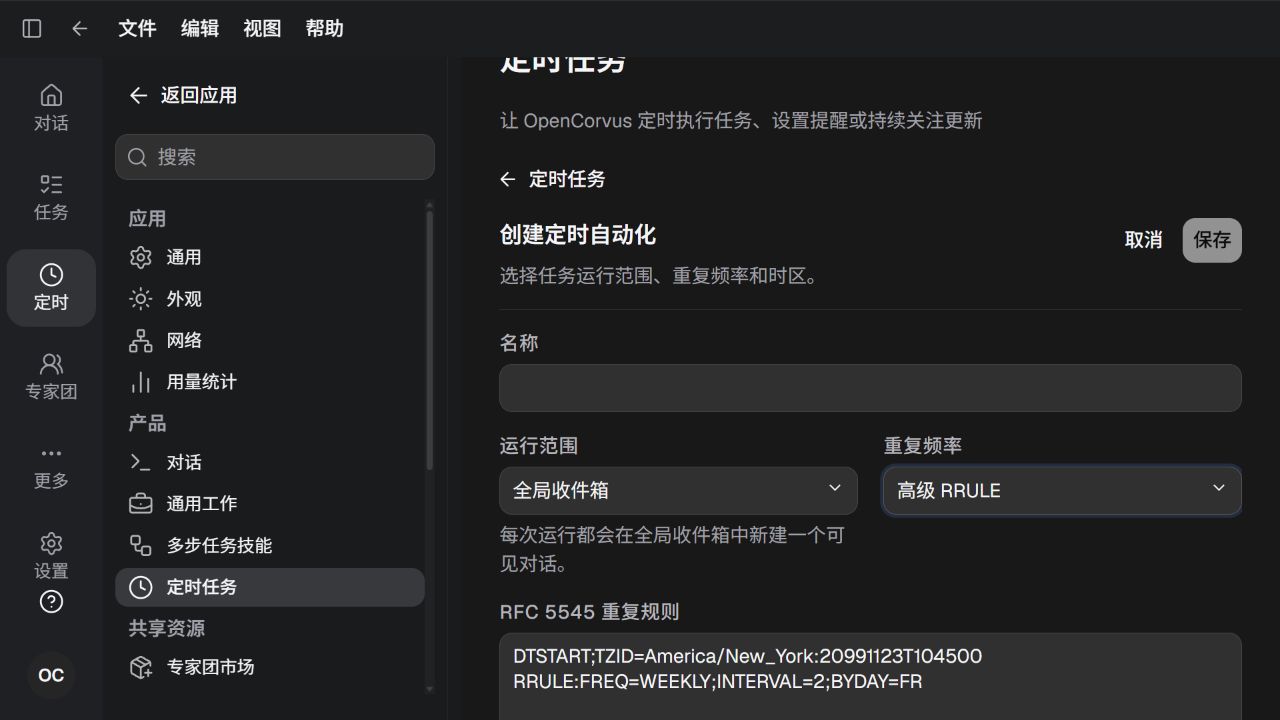 文件 编辑 视图 帮助
对话
任务
定时
专家团
更多
设置
OC
返回应用
搜索
应用
通用
外观
网络
用量统计
产品
对话
通用工作
多步任务技能
定时任务
共享资源
专家团市场
定时任务
让 OpenCorvus 定时执行任务、设置提醒或持续关注更新
定时任务
创建定时自动化
取消 保存
选择任务运行范围、重复频率和时区。
名称
运行范围 重复频率
全局收件箱 高级 RRULE
每次运行都会在全局收件箱中新建一个可
见对话。
RFC 5545 重复规则
DTSTART;TZID=America/New_York:20991123T104500
RRULE:FREQ=WEEKLY;INTERVAL=2;BYDAY=FR